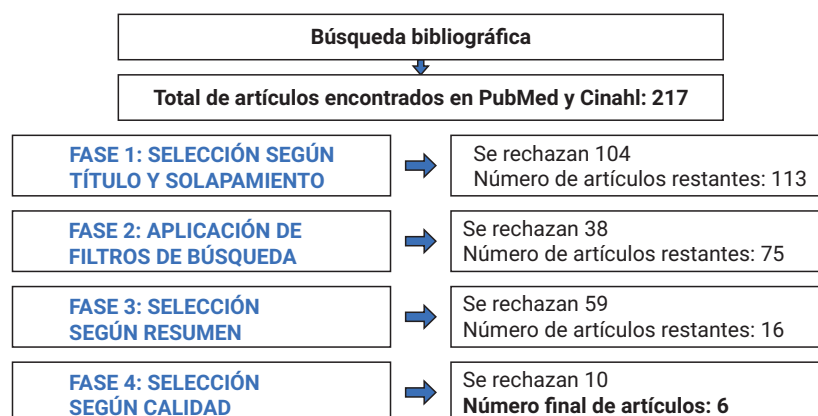 Búsqueda bibliográfica
Total de artículos encontrados en PubMed y Cinahl: 217
FASE 1: SELECCIÓN SEGÚN
TÍTULO Y SOLAPAMIENTO
Se rechazan 104
Número de artículos restantes: 113
FASE 2: APLICACIÓN DE
FILTROS DE BÚSQUEDA
Se rechazan 38
Número de artículos restantes: 75
FASE 3: SELECCIÓN
SEGÚN RESUMEN
Se rechazan 59
Número de artículos restantes: 16
FASE 4: SELECCIÓN
SEGÚN CALIDAD
Se rechazan 10
Número final de artículos: 6